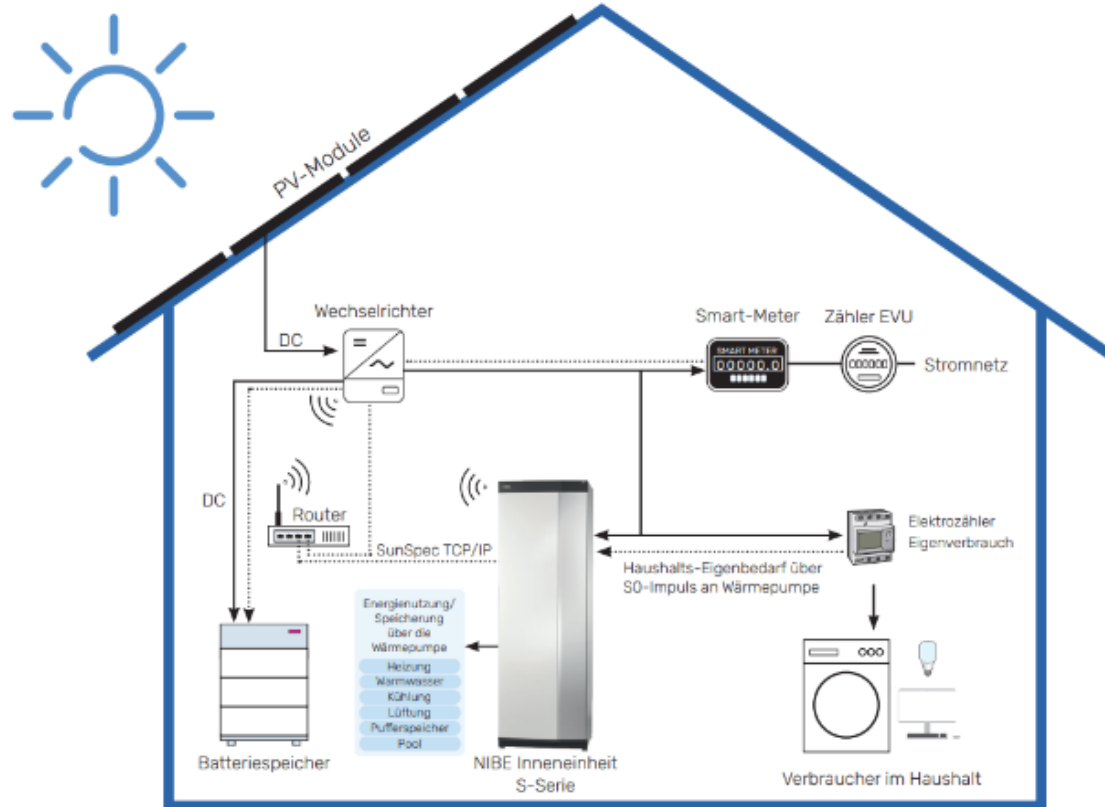 PV-Module
Wechselrichter
DC
Smart-Meter
Zähler EVU
SMART METER
00000.0
000000
Stromnetz
DC
Router
SunSpec TCP/IP
Elektrozähler
Eigenverbrauch
Haushalts-Eigenbedarf über
S0-Impuls an Wärmepumpe
Energienutzung/
Speicherung
über die
Wärmepumpe
Heizung
Warmwasser
Kühlung
Lüftung
Pufferspeicher
Pool
Batteriespeicher
NIBE Inneneinheit
S-Serie
Verbraucher im Haushalt